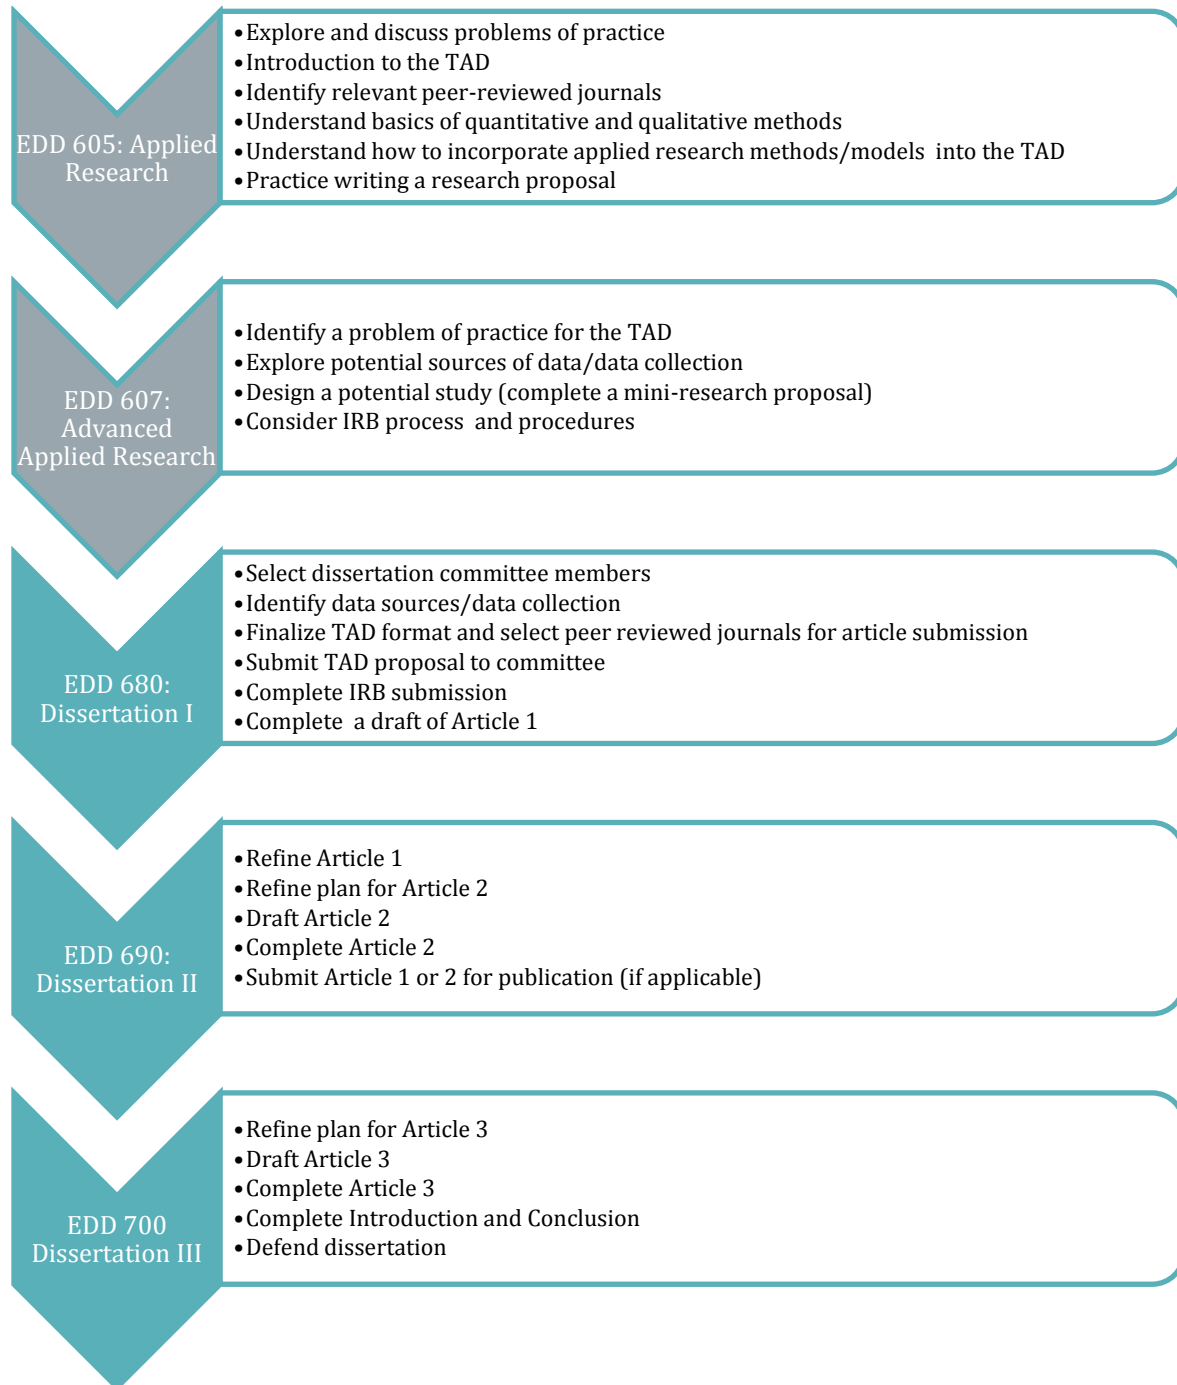 EDD 605: Applied
Research
•Explore and discuss problems of practice
•Introduction to the TAD
•Identify relevant peer-reviewed journals
•Understand basics of quantitative and qualitative methods
•Understand how to incorporate applied research methods/models  into the TAD
•Practice writing a research proposal
EDD 607:
Advanced
Applied Research
•Identify a problem of practice for the TAD
•Explore potential sources of data/data collection
•Design a potential study (complete a mini-research proposal)
•Consider IRB process  and procedures
EDD 680:
Dissertation I
•Select dissertation committee members
•Identify data sources/data collection
•Finalize TAD format and select peer reviewed journals for article submission
•Submit TAD proposal to committee
•Complete IRB submission
•Complete  a draft of Article 1
EDD 690:
Dissertation II
•Refine Article 1
•Refine plan for Article 2
•Draft Article 2
•Complete Article 2
•Submit Article 1 or 2 for publication (if applicable)
EDD 700
Dissertation III
•Refine plan for Article 3
•Draft Article 3
•Complete Article 3
•Complete Introduction and Conclusion
•Defend dissertation